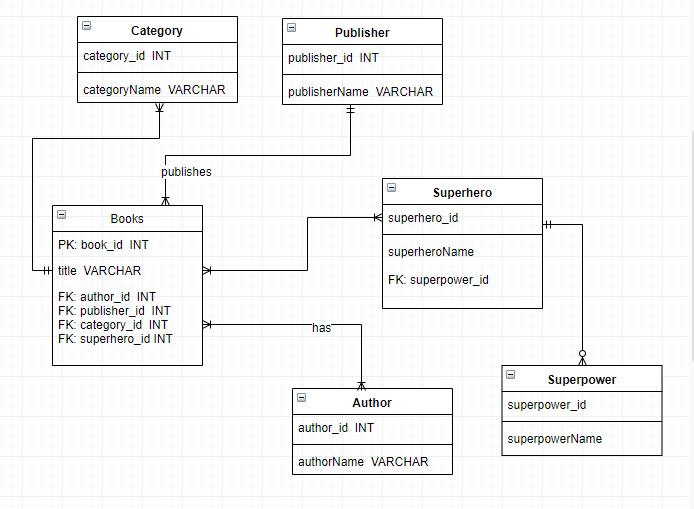 Category
category_id INT
categoryName VARCHAR
Publisher
publisher_id INT
publisherName VARCHAR
publishes
Books
PK: book_id INT
title VARCHAR
FK: author_id INT
FK: publisher_id INT
FK: category_id INT
FK: superhero_id INT
Superhero
superhero_id
superheroName
FK: superpower_id
has
Author
author_id INT
authorName VARCHAR
Superpower
superpower_id
superpowerName